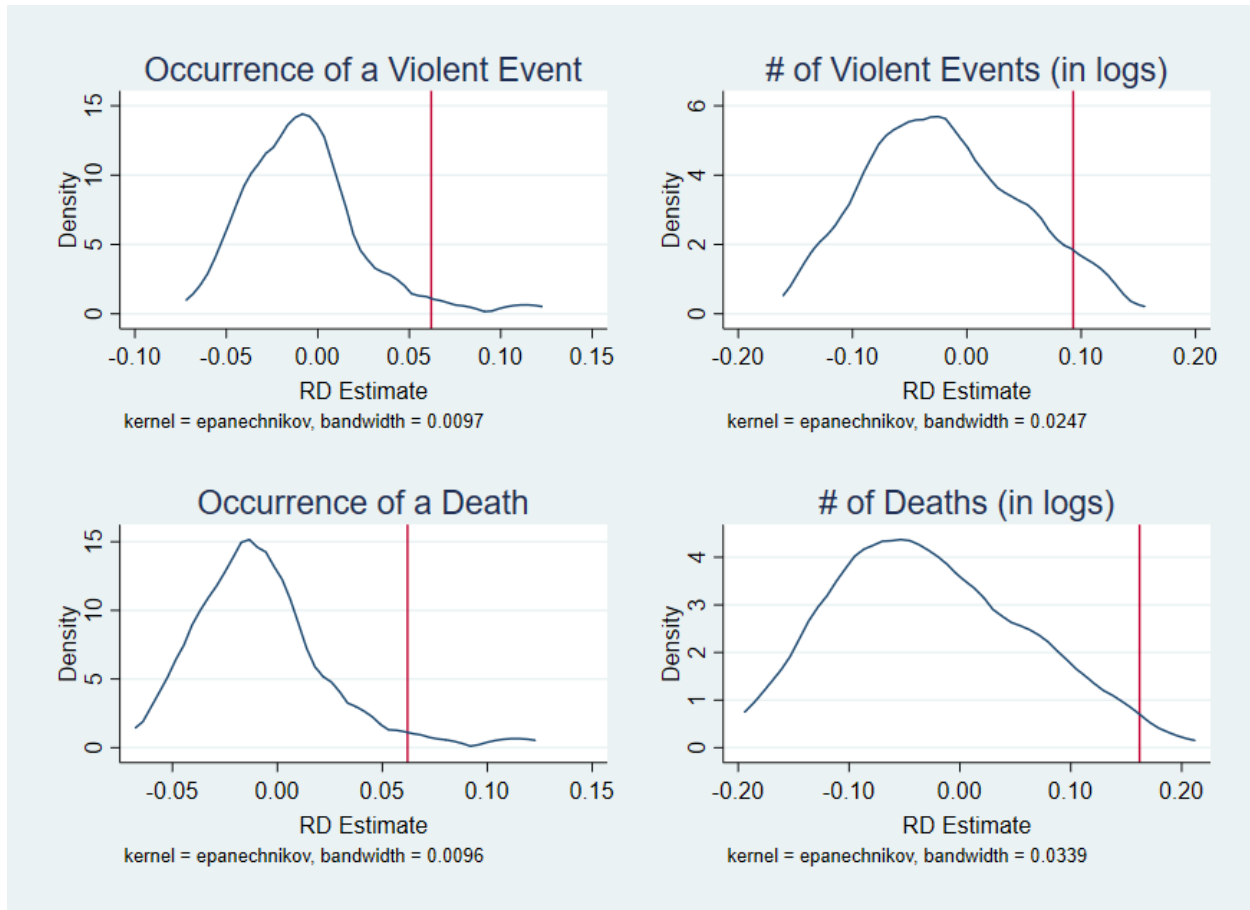 Occurrence of a Violent Event
Density
15
10
5
0
-0.10 -0.05 0.00 0.05 0.10 0.15
RD Estimate
kernel = epanechnikov, bandwidth = 0.0097
# of Violent Events (in logs)
Density
6
4
2
0
-0.20 -0.10 0.00 0.10 0.20
RD Estimate
kernel = epanechnikov, bandwidth = 0.0247
Occurrence of a Death
Density
15
10
5
0
-0.05 0.00 0.05 0.10 0.15
RD Estimate
kernel = epanechnikov, bandwidth = 0.0096
# of Deaths (in logs)
Density
4
3
2
1
0
-0.20 -0.10 0.00 0.10 0.20
RD Estimate
kernel = epanechnikov, bandwidth = 0.0339